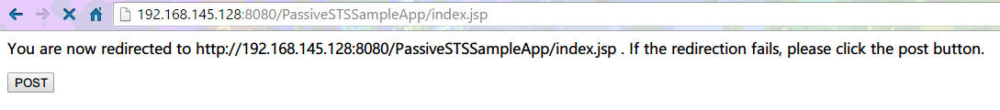 192.168.145.128:8080/PassiveSTSSampleApp/index.jsp
You are now redirected to http://192.168.145.128:8080/PassiveSTSSampleApp/index.jsp . If the redirection fails, please click the post button.
POST